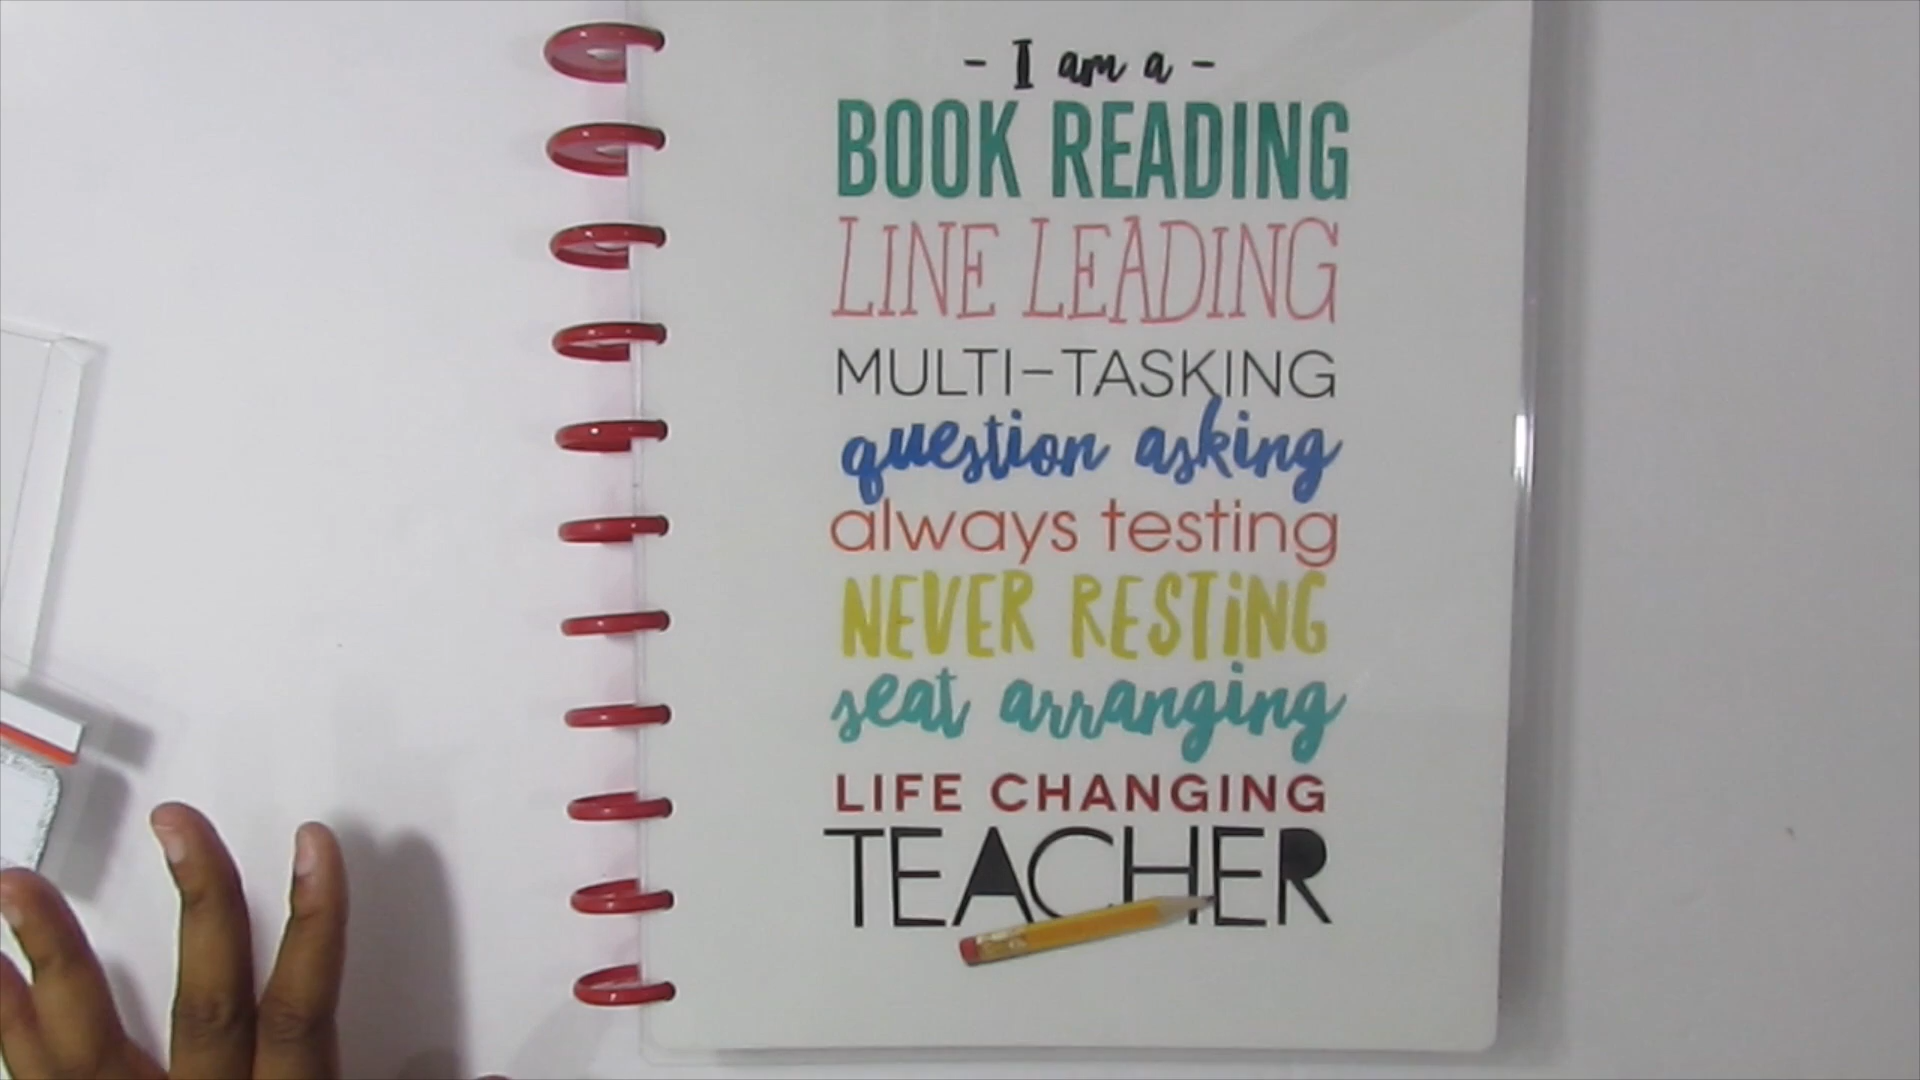 - I am a -
BOOK READING
LINE LEADING
MULTI-TASKING
question asking
always testing
NEVER RESTING
seat arranging
LIFE CHANGING
TEACHER